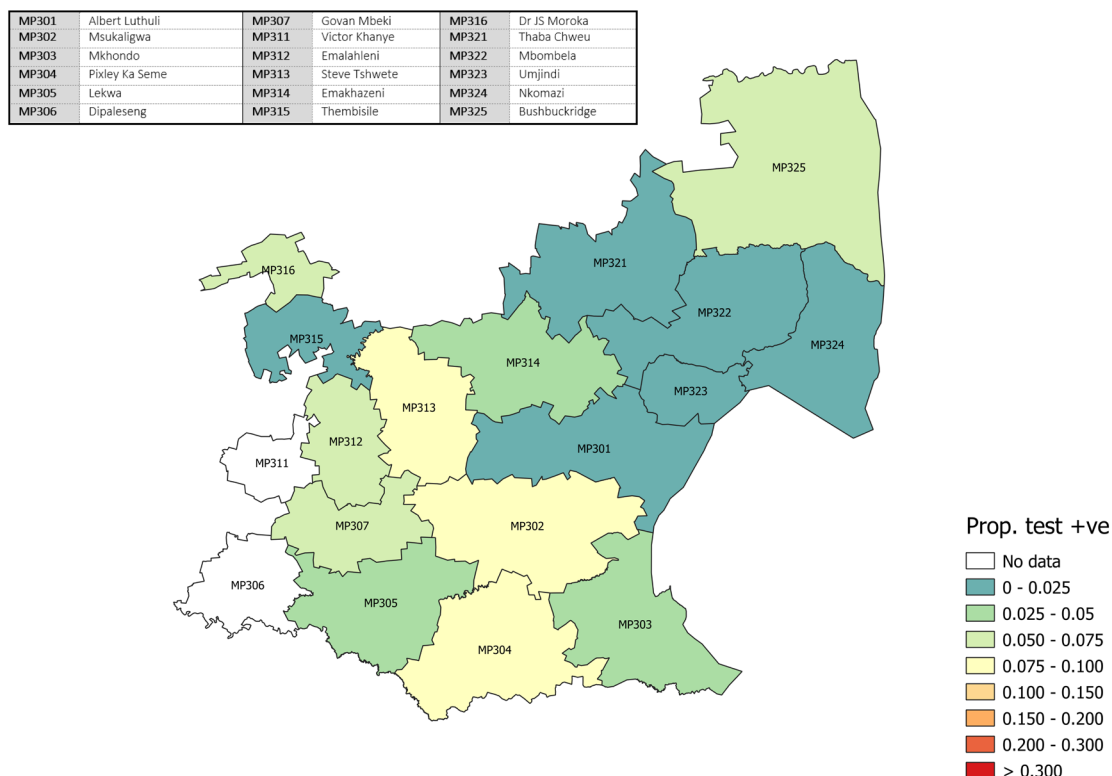 MP301 Albert Luthuli MP307 Govan Mbeki MP316 Dr JS Moroka
MP302 Msukaligwa MP311 Victor Khanye MP321 Thaba Chweu
MP303 Mkhondo MP312 Emalahleni MP322 Mbombela
MP304 Pixley Ka Seme MP313 Steve Tshwete MP323 Umjindi
MP305 Lekwa MP314 Emakhazeni MP324 Nkomazi
MP306 Dipaleseng MP315 Thembisile MP325 Bushbuckridge
MP325
MP316
MP321
MP322
MP315
MP324
MP314
MP323
MP313
MP312
MP301
MP311
MP307
MP302
MP306
MP305
MP303
MP304
Prop. test +ve
No data
0 - 0.025
0.025 - 0.05
0.050 - 0.075
0.075 - 0.100
0.100 - 0.150
0.150 - 0.200
0.200 - 0.300
> 0.300